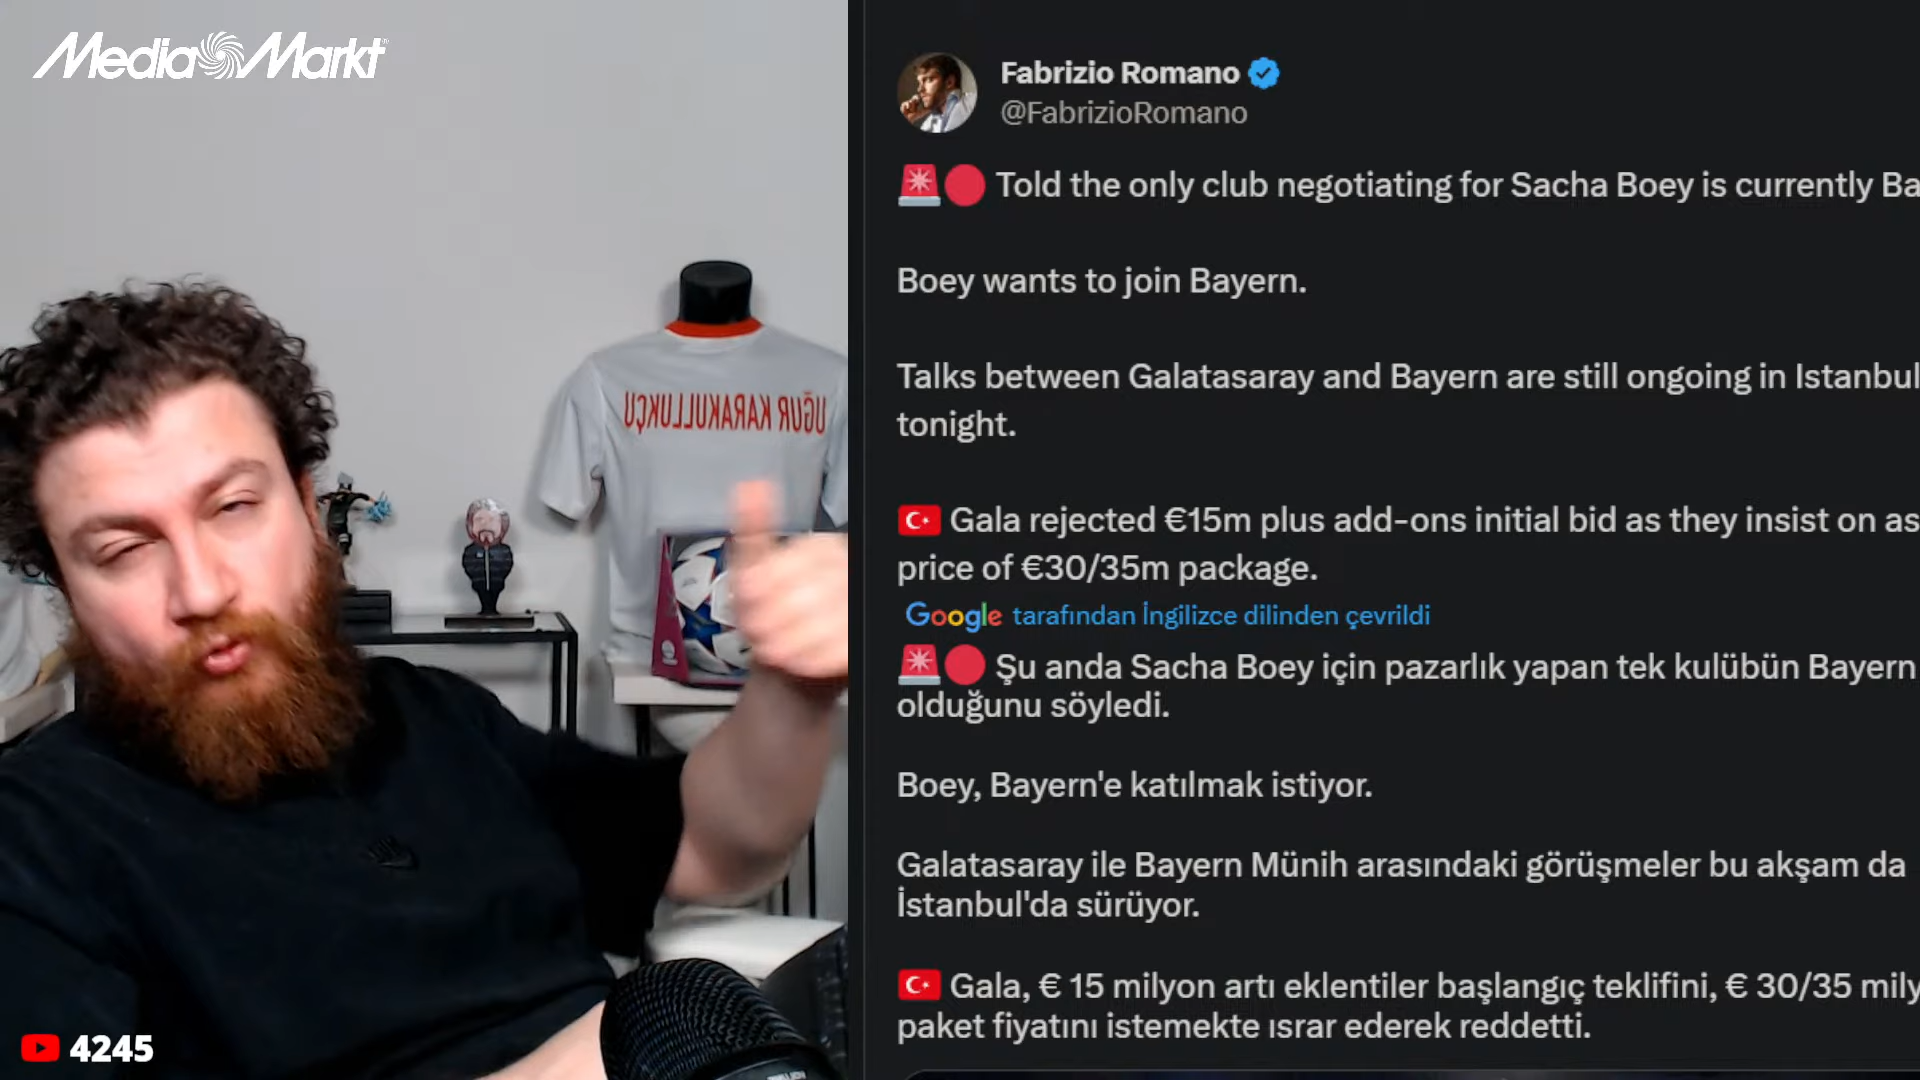 MediaMarkt
Fabrizio Romano
@FabrizioRomano
Told the only club negotiating for Sacha Boey is currently Ba
Boey wants to join Bayern.
Talks between Galatasaray and Bayern are still ongoing in Istanbul
tonight.
Gala rejected €15m plus add-ons initial bid as they insist on as
price of €30/35m package.
Google tarafından İngilizce dilinden çevrildi
Şu anda Sacha Boey için pazarlık yapan tek kulübün Bayern
olduğunu söyledi.
Boey, Bayern'e katılmak istiyor.
Galatasaray ile Bayern Münih arasındaki görüşmeler bu akşam da
İstanbul'da sürüyor.
Gala, € 15 milyon artı eklentiler başlangıç teklifini, € 30/35 mily
paket fiyatını istemekte ısrar ederek reddetti.
UĞUR KARAKULLUKÇU
4245